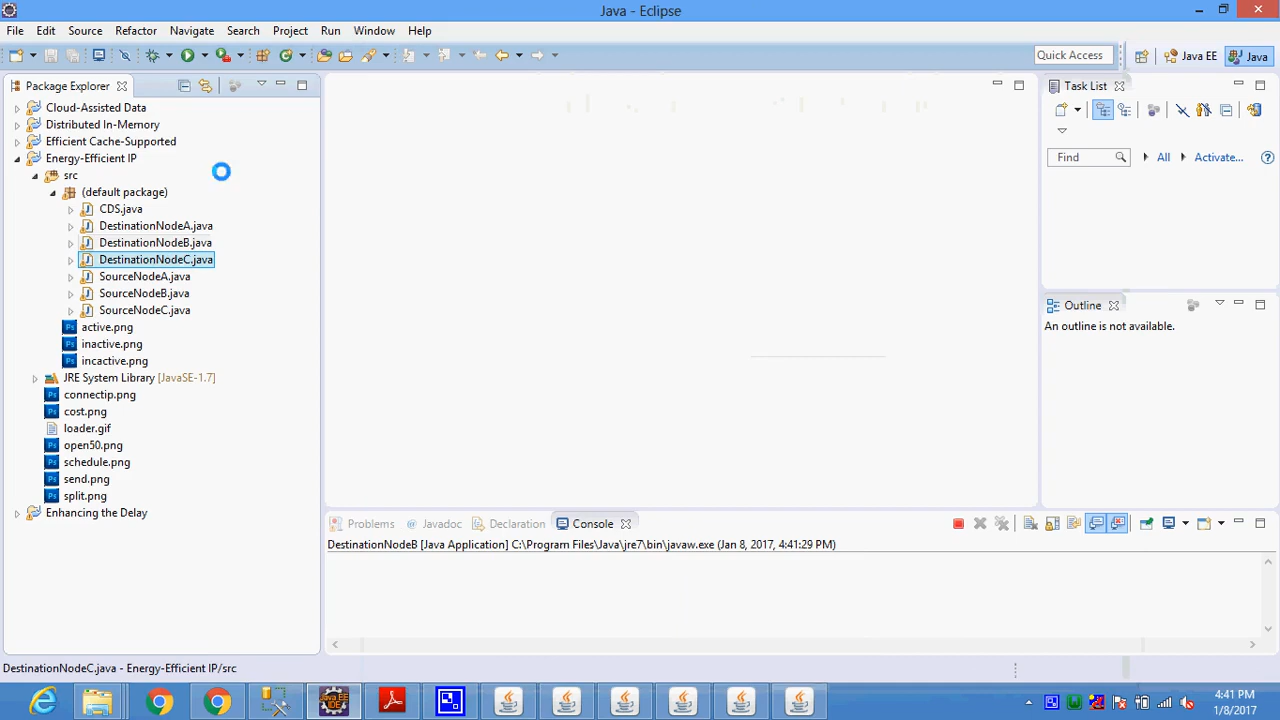 Java - Eclipse
File Edit Source Refactor Navigate Search Project Run Window Help
Quick Access
Java EE
Java
Package Explorer
Cloud-Assisted Data
Distributed In-Memory
Efficient Cache-Supported
Energy-Efficient IP
src
(default package)
CDS.java
DestinationNodeA.java
DestinationNodeB.java
DestinationNodeC.java
SourceNodeA.java
SourceNodeB.java
SourceNodeC.java
active.png
inactive.png
incactive.png
JRE System Library [JavaSE-1.7]
connectip.png
cost.png
loader.gif
open50.png
schedule.png
send.png
split.png
Enhancing the Delay
Task List
Find
All
Activate...
Outline
An outline is not available.
Problems
@ Javadoc
Declaration
Console
DestinationNodeB [Java Application] C:\Program Files\Java\jre7\bin\javaw.exe (Jan 8, 2017, 4:41:29 PM)
DestinationNodeC.java - Energy-Efficient IP/src
Java EE
IDE
4:41 PM
1/8/2017